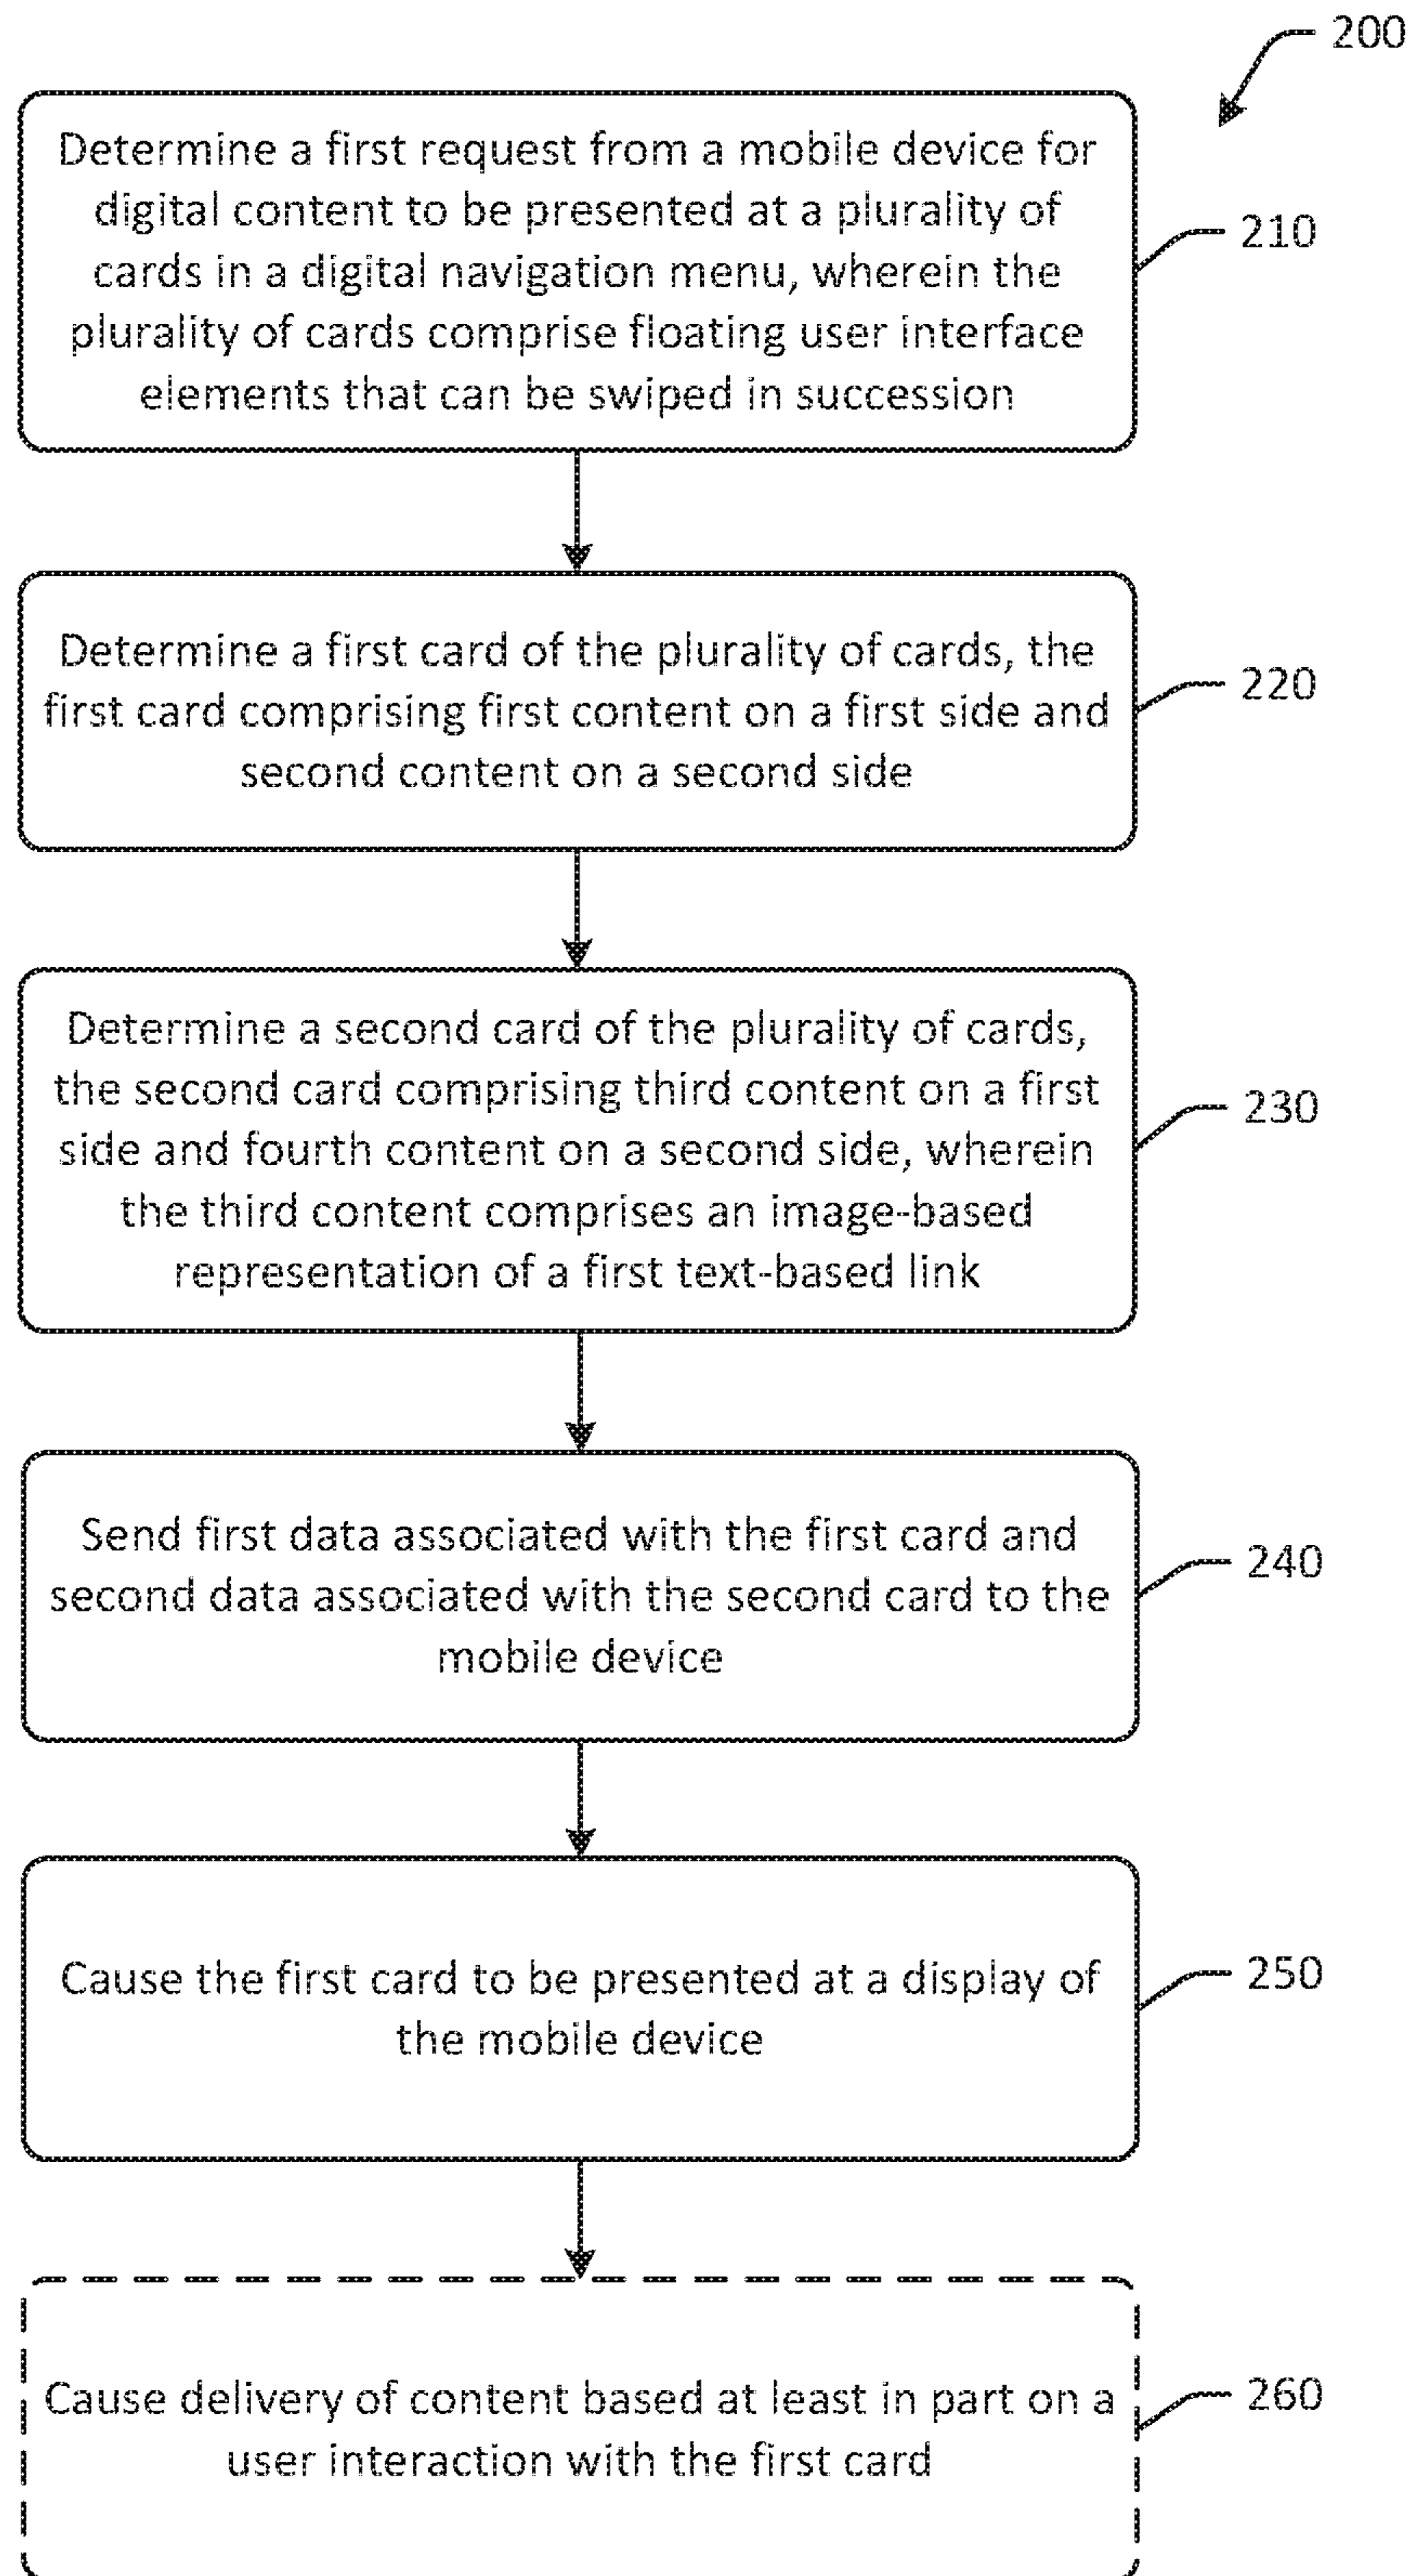 200
Determine a first request from a mobile device for
digital content to be presented at a plurality of
cards in a digital navigation menu, wherein the
plurality of cards comprise floating user interface
elements that can be swiped in succession
210
Determine a first card of the plurality of cards, the
first card comprising first content on a first side and
second content on a second side
220
Determine a second card of the plurality of cards,
the second card comprising third content on a first
side and fourth content on a second side, wherein
the third content comprises an image-based
representation of a first text-based link
230
Send first data associated with the first card and
second data associated with the second card to the
mobile device
240
Cause the first card to be presented at a display of
the mobile device
250
Cause delivery of content based at least in part on a
user interaction with the first card
260